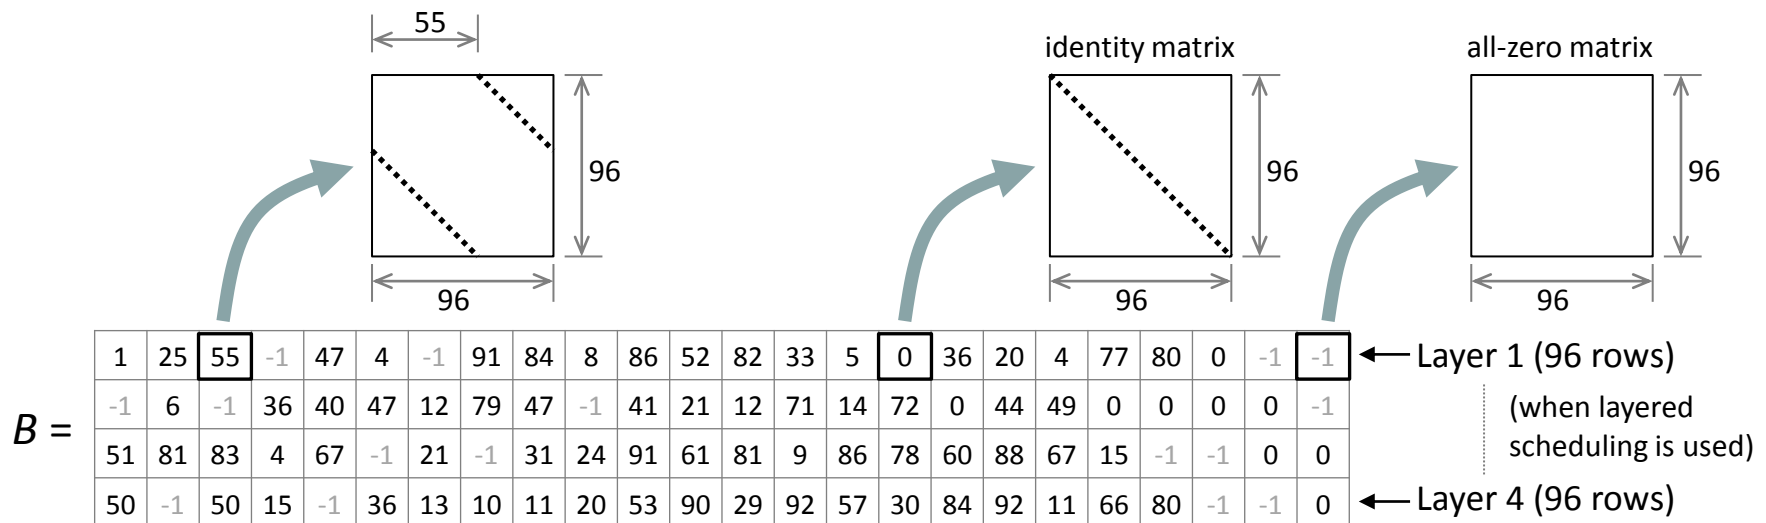 55
identity matrix
all-zero matrix
96
96
96
96
96
96
1 25 55 -1 47 4 -1 91 84 8 86 52 82 33 5 0 36 20 4 77 80 0 -1 -1
Layer 1 (96 rows)
-1 6 -1 36 40 47 12 79 47 -1 41 21 12 71 14 72 0 44 49 0 0 0 0 -1
(when layered
B =
scheduling is used)
51 81 83 4 67 -1 21 -1 31 24 91 61 81 9 86 78 60 88 67 15 -1 -1 0 0
50 -1 50 15 -1 36 13 10 11 20 53 90 29 92 57 30 84 92 11 66 80 -1 -1 0
Layer 4 (96 rows)